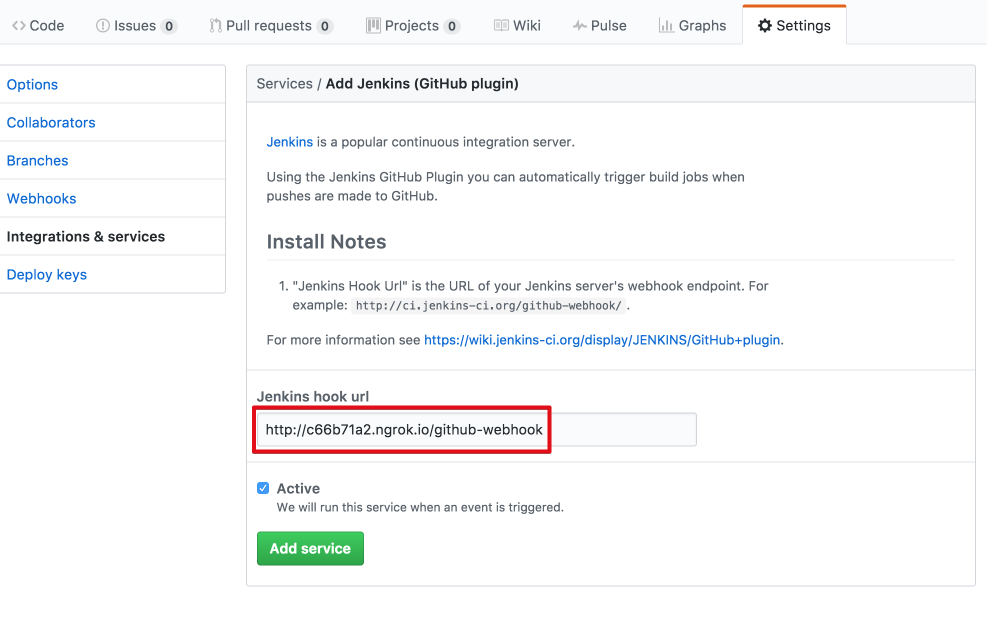 Code Issues 0 Pull requests 0 Projects 0 Wiki Pulse Graphs Settings
Options
Collaborators
Branches
Webhooks
Integrations & services
Deploy keys
Services / Add Jenkins (GitHub plugin)
Jenkins is a popular continuous integration server.
Using the Jenkins GitHub Plugin you can automatically trigger build jobs when
pushes are made to GitHub.
Install Notes
1. "Jenkins Hook Url" is the URL of your Jenkins server's webhook endpoint. For
example: http://ci.jenkins-ci.org/github-webhook/ .
For more information see https://wiki.jenkins-ci.org/display/JENKINS/GitHub+plugin.
Jenkins hook url
http://c66b71a2.ngrok.io/github-webhook
Active
We will run this service when an event is triggered.
Add service